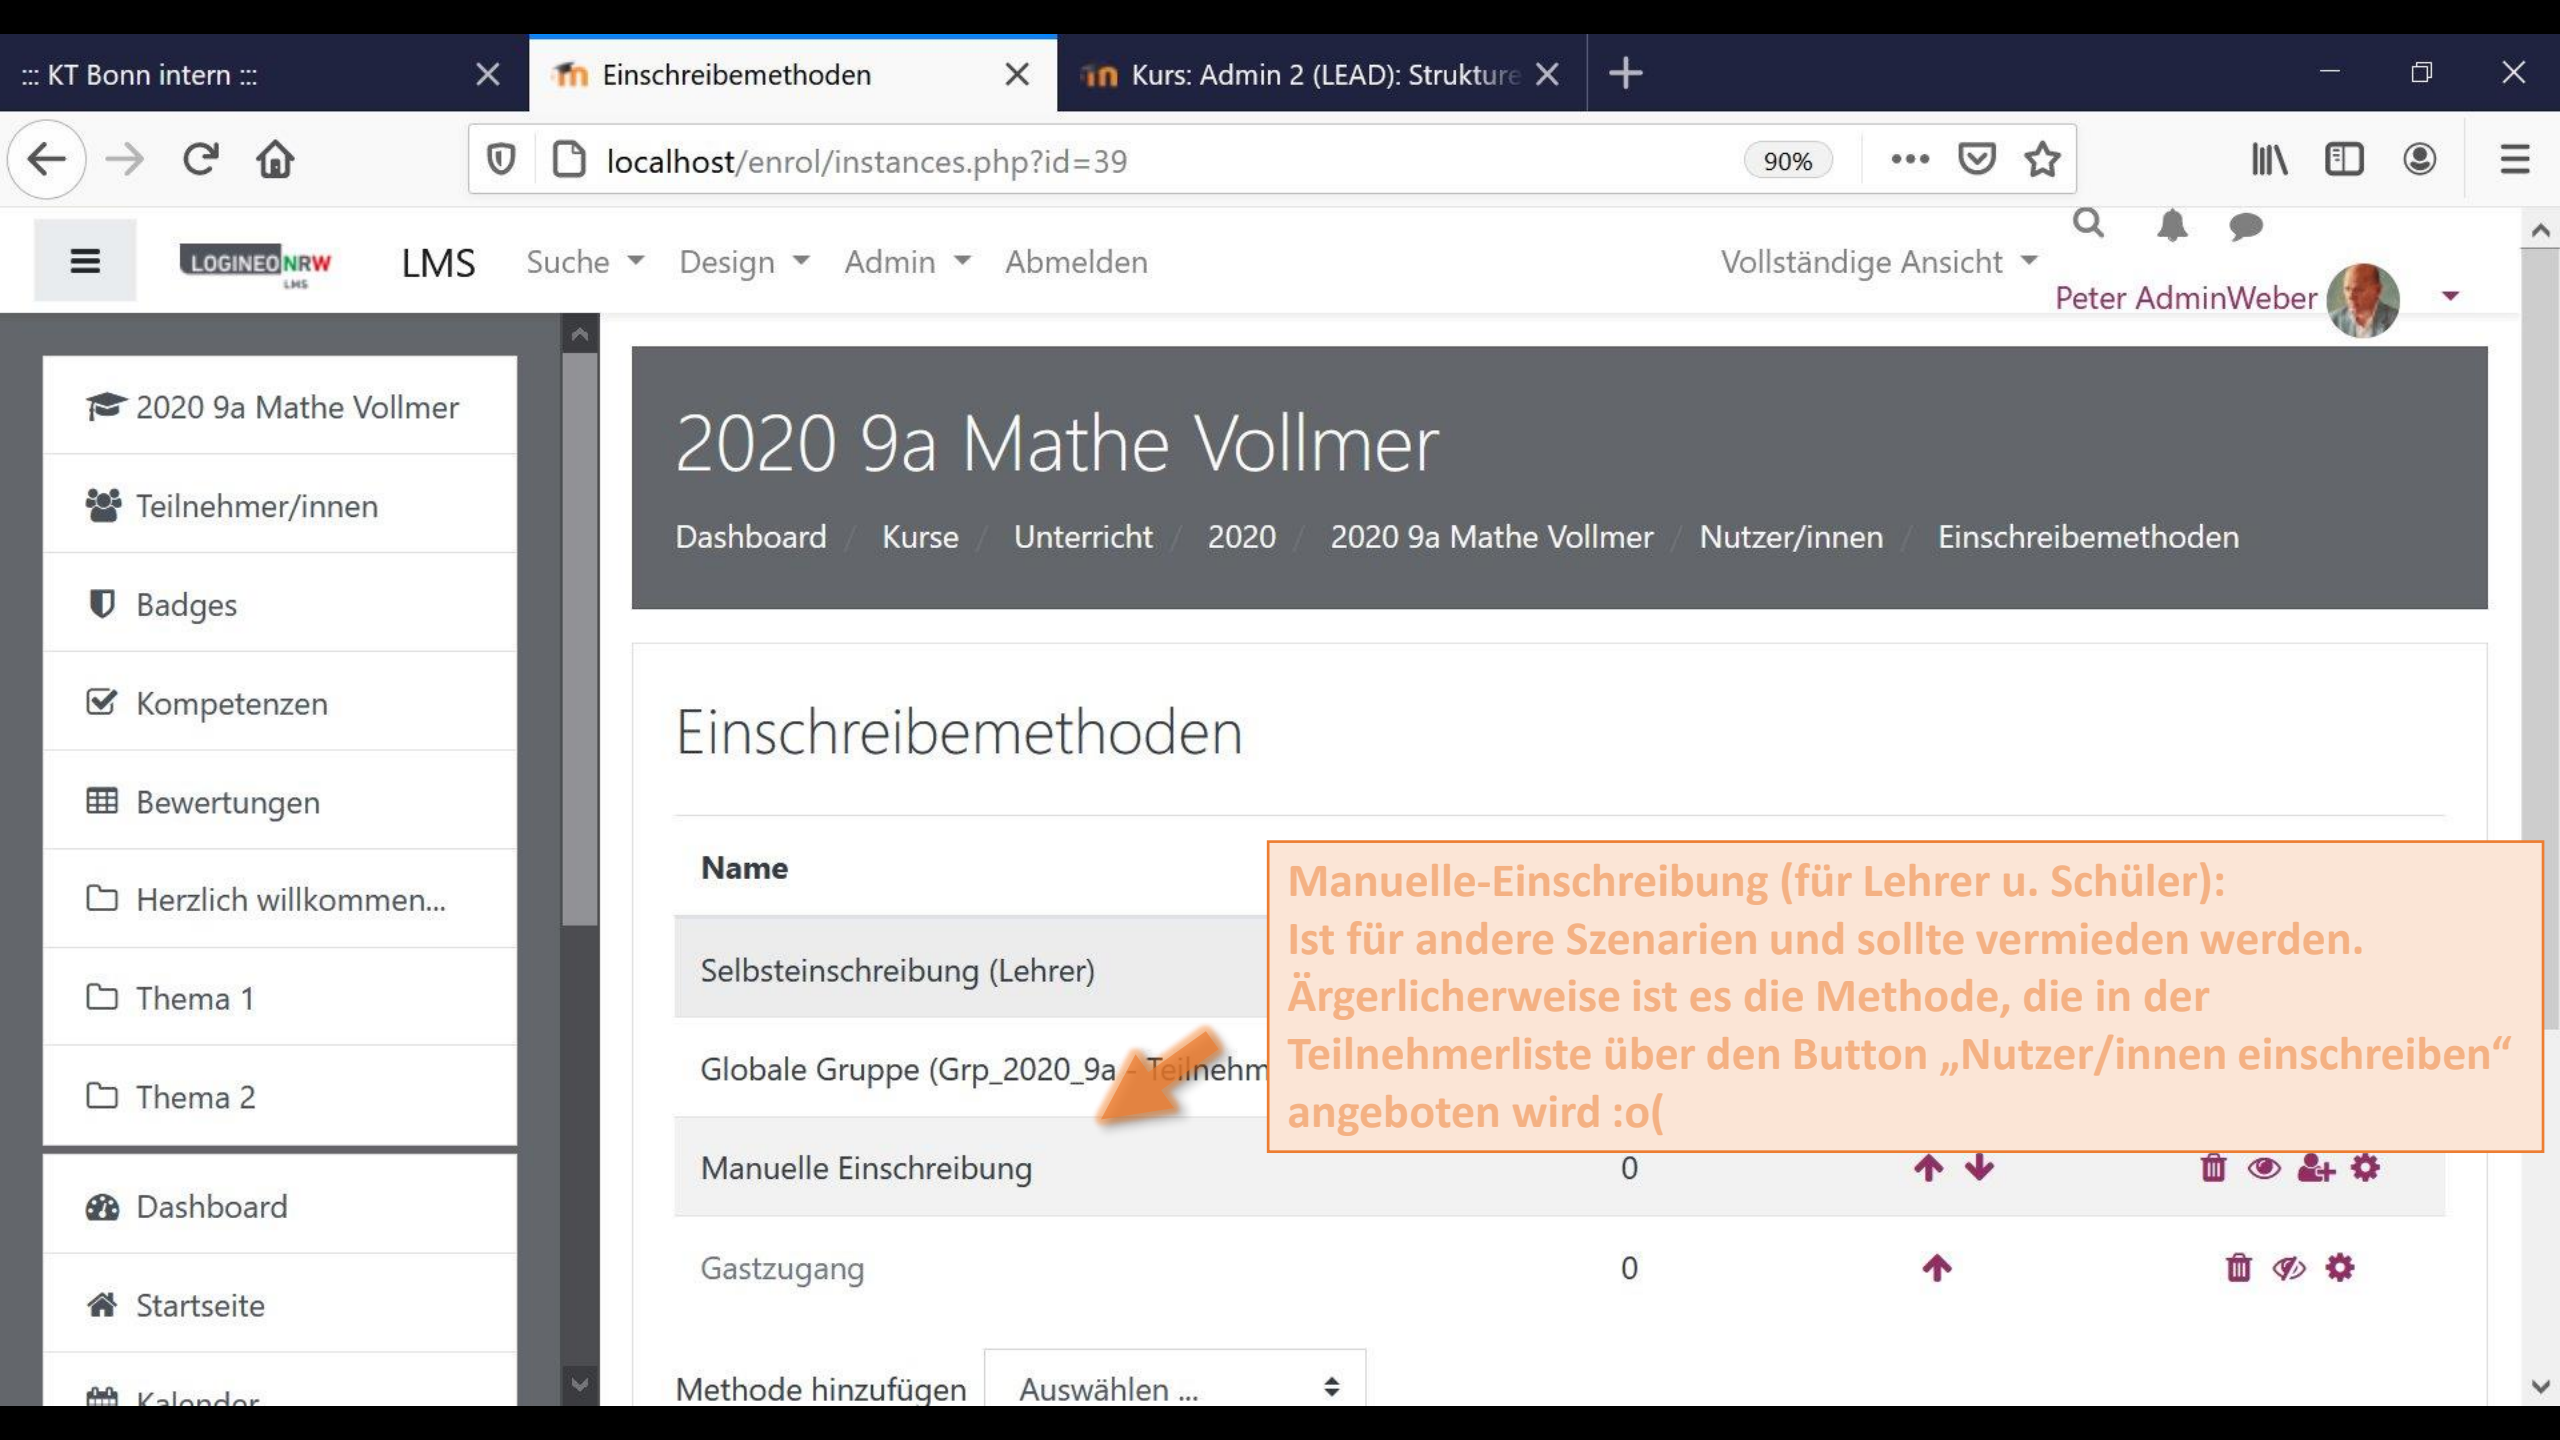 ::: KT Bonn intern :::
Einschreibemethoden
Kurs: Admin 2 (LEAD): Strukture
localhost/enrol/instances.php?id=39
90%
LOGINEO NRW
LMS
LMS
Suche
Design
Admin
Abmelden
Vollständige Ansicht
Peter AdminWeber
2020 9a Mathe Vollmer
Teilnehmer/innen
Badges
Kompetenzen
Bewertungen
Herzlich willkommen...
Thema 1
Thema 2
Dashboard
Startseite
Kalender
2020 9a Mathe Vollmer
Dashboard / Kurse / Unterricht / 2020 / 2020 9a Mathe Vollmer / Nutzer/innen / Einschreibemethoden
Einschreibemethoden
Name
Selbsteinschreibung (Lehrer)
Globale Gruppe (Grp_2020_9a - Teilnehm
Manuelle-Einschreibung (für Lehrer u. Schüler):
Ist für andere Szenarien und sollte vermieden werden.
Ärgerlicherweise ist es die Methode, die in der
Teilnehmerliste über den Button „Nutzer/innen einschreiben“
angeboten wird :o(
Manuelle Einschreibung 0
Gastzugang 0
Methode hinzufügen Auswählen ...